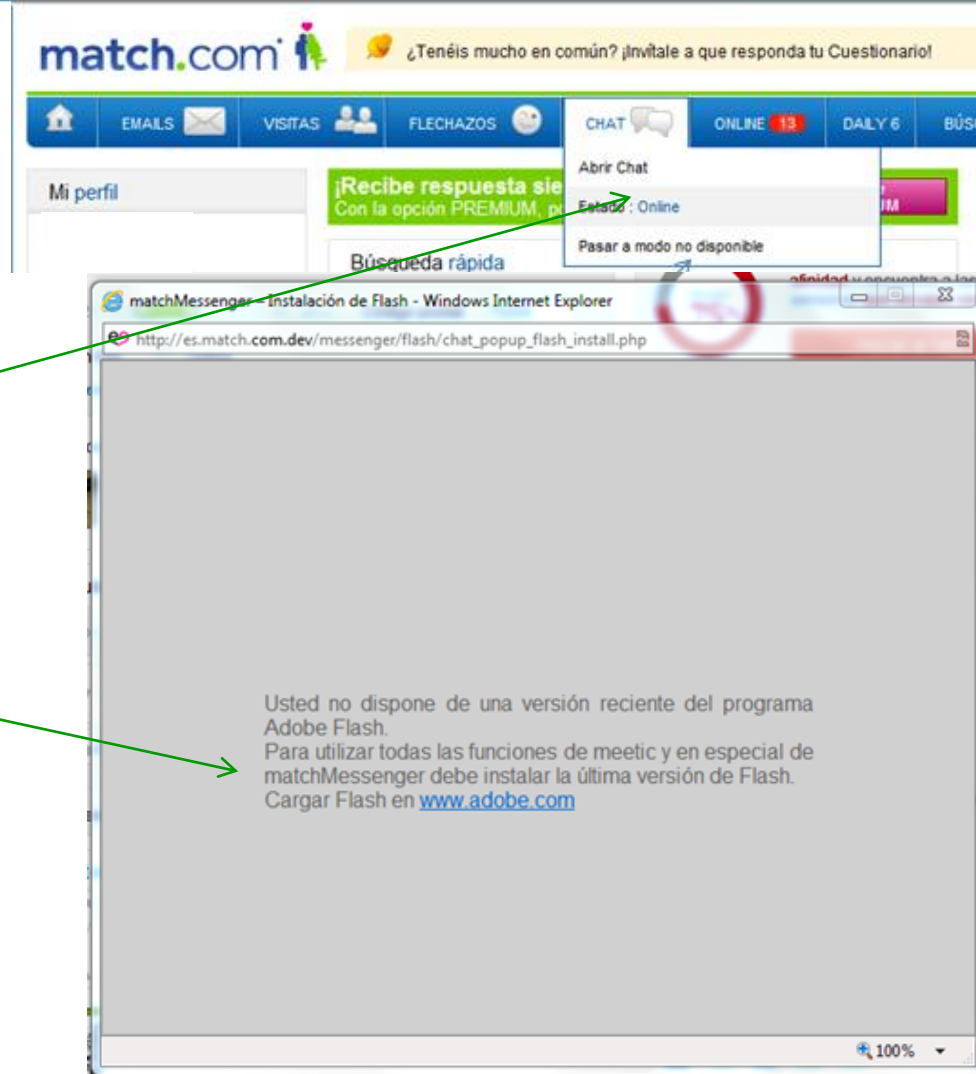 match.com
¿Tenéis mucho en común? ¡Invítale a que responda tu Cuestionario!
EMAILS VISITAS FLECHAZOS CHAT ONLINE 13 DAILY 6
Abrir Chat
Mi perfil
¡Recibe respuesta
Con la opción PREMIUM,
Estado : Online
Pasar a modo no disponible
Búsqueda rápida
afinidad y encuentra a
matchMessenger - Instalación de Flash - Windows Internet Explorer
http://es.match.com.dev/messenger/flash/chat_popup_flash_install.php
Usted no dispone de una versión reciente del programa
Adobe Flash.
Para utilizar todas las funciones de meetic y en especial de
matchMessenger debe instalar la última versión de Flash.
Cargar Flash en www.adobe.com
100%